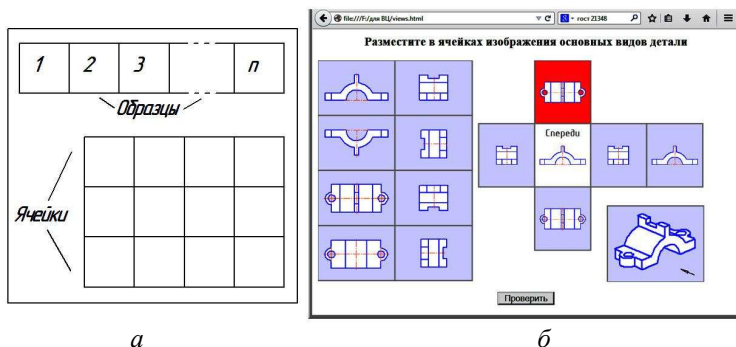 1 2 3 n
Образцы
Ячейки
а
file:///F:/для ВЦ/views.html
гост 21348
Разместите в ячейках изображения основных видов детали
Спереди
Проверить
б